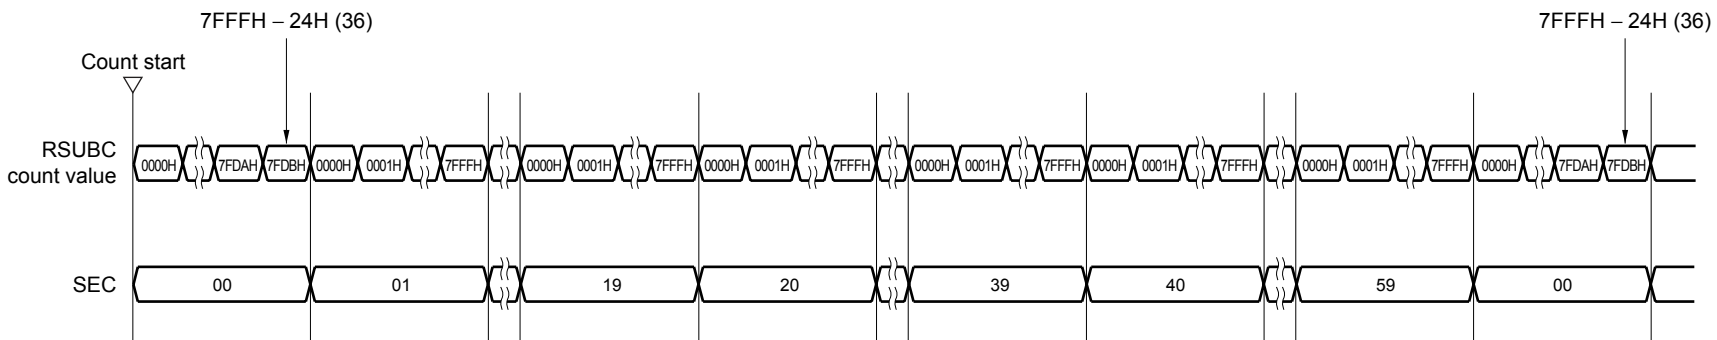 7FFFH – 24H (36) 7FFFH – 24H (36)
Count start
RSUBC
count value
0000H 7FDAH 7FDBH 0000H 0001H 7FFFH 0000H 0001H 7FFFH 0000H 0001H 7FFFH 0000H 0001H 7FFFH 0000H 0001H 7FFFH 0000H 0001H 7FFFH 0000H 7FDAH 7FDBH
SEC 00 01 19 20 39 40 59 00